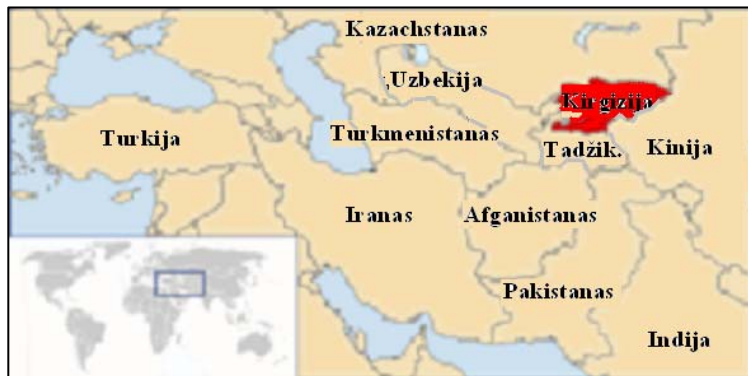 Kazachstanas
Uzbekija
Kirgizija
Turkija
Turkmenistanas
Tadžik.
Kinija
Iranas
Afganistanas
Pakistanas
Indija